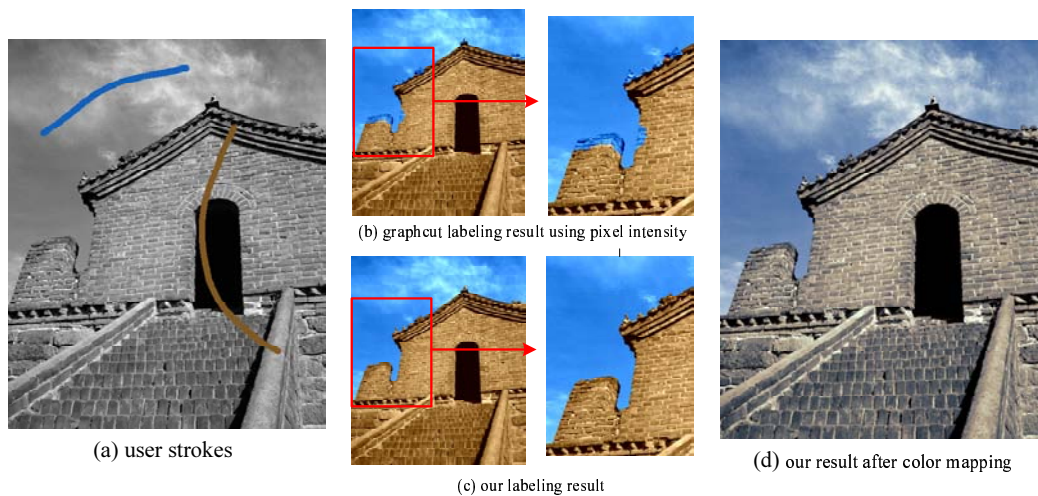 (a) user strokes
(b) graphcut labeling result using pixel intensity
(c) our labeling result
(d) our result after color mapping